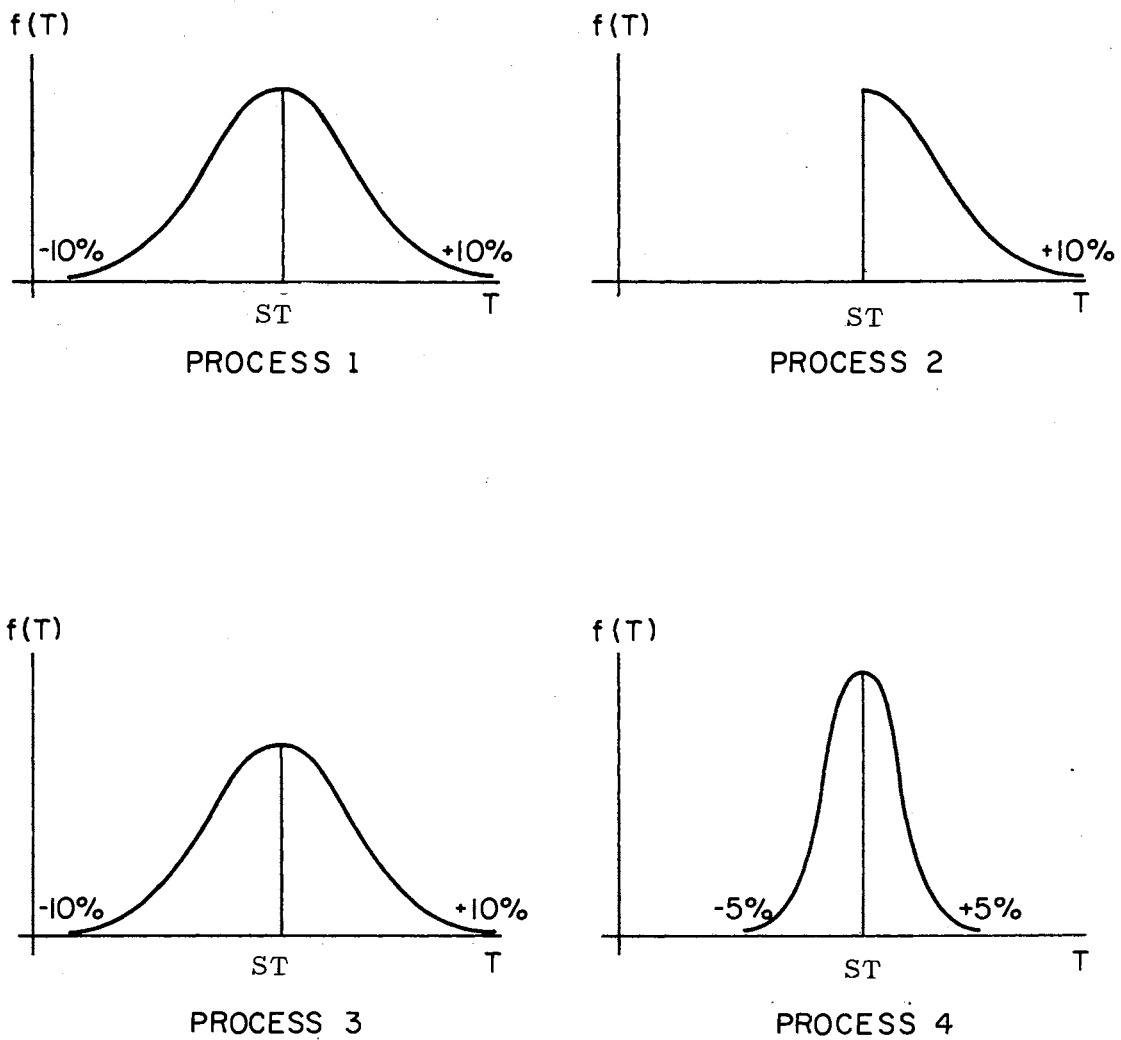 f(T)
-10%
+10%
ST
T
PROCESS 1
f(T)
+10%
ST
T
PROCESS 2
f(T)
-10%
+10%
ST
T
PROCESS 3
f(T)
-5%
+5%
ST
T
PROCESS 4